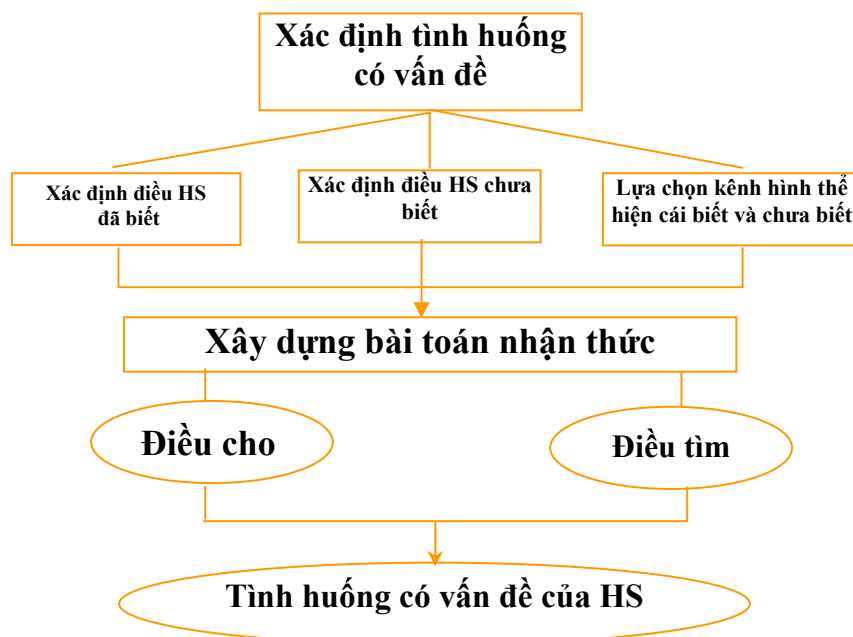 Xác định tình huống
có vấn đề
Xác định điều HS
đã biết
Xác định điều HS chưa
biết
Lựa chọn kênh hình thể
hiện cái biết và chưa biết
Xây dựng bài toán nhận thức
Điều cho
Điều tìm
Tình huống có vấn đề của HS